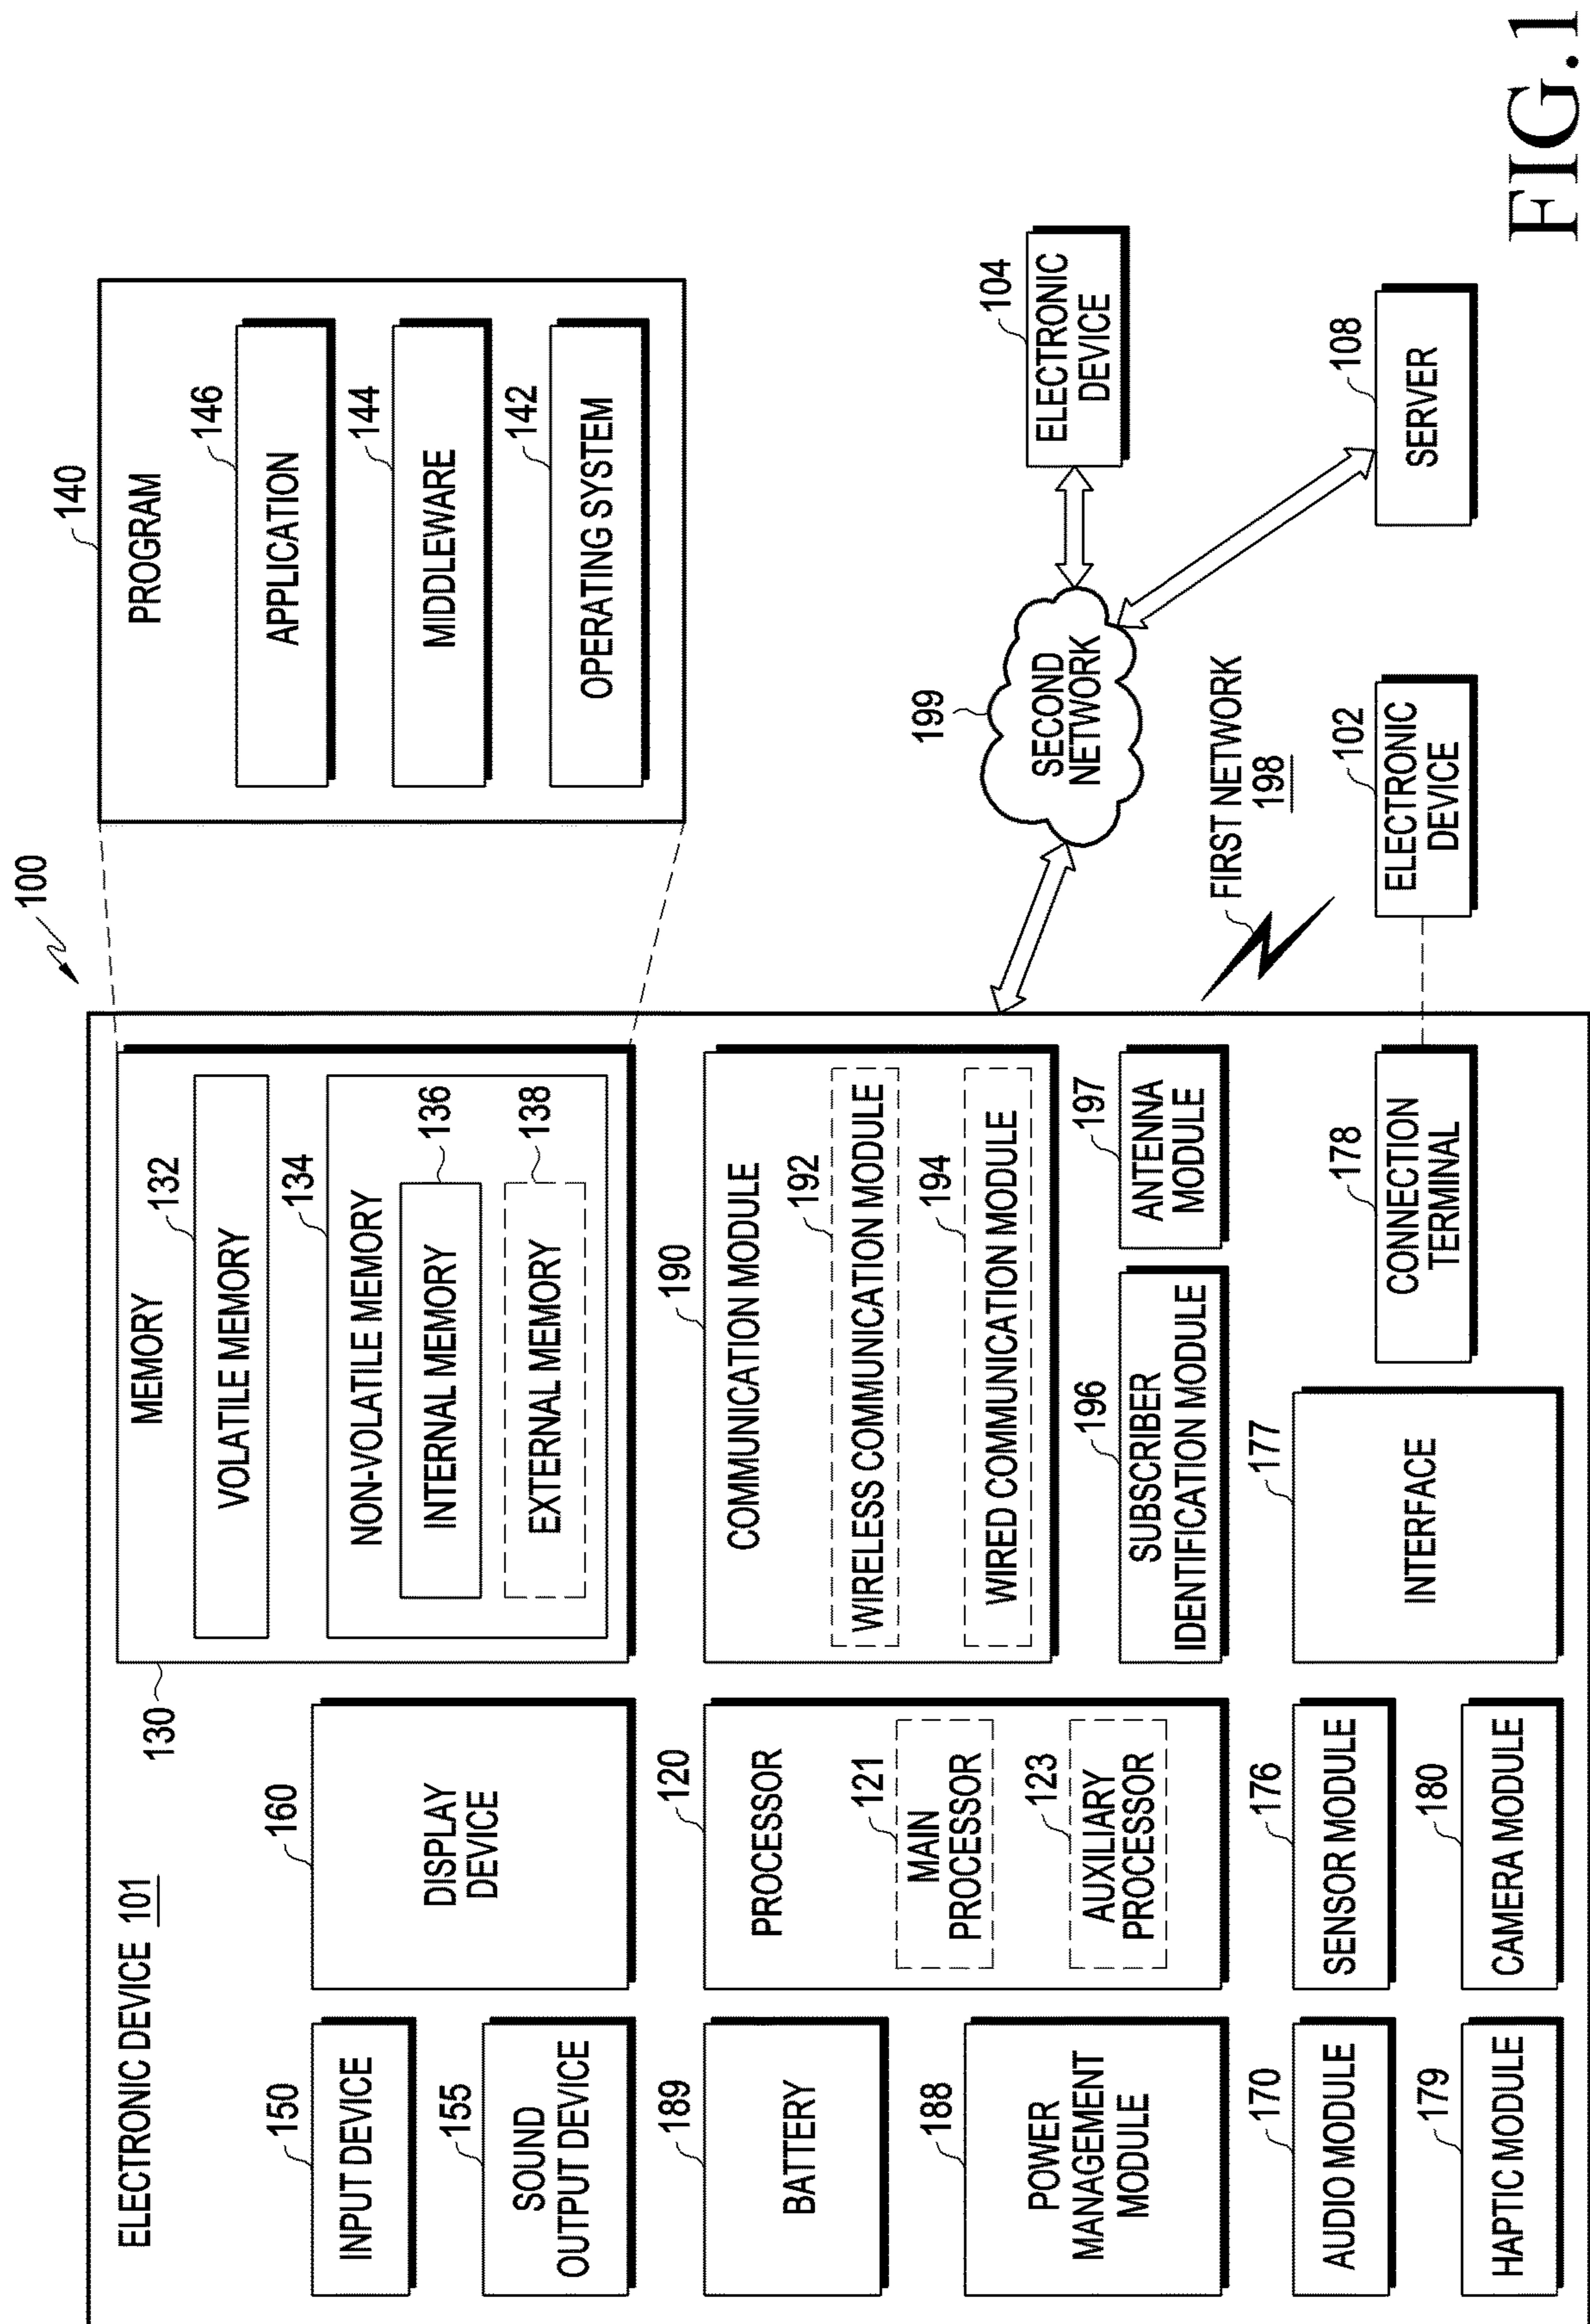 100
ELECTRONIC DEVICE 101
130
MEMORY
132
VOLATILE MEMORY
134
NON-VOLATILE MEMORY
136
INTERNAL MEMORY
138
EXTERNAL MEMORY
140
PROGRAM
146
APPLICATION
144
MIDDLEWARE
142
OPERATING SYSTEM
150
INPUT DEVICE
155
SOUND
OUTPUT DEVICE
160
DISPLAY
DEVICE
189
BATTERY
188
POWER
MANAGEMENT
MODULE
120
PROCESSOR
121
MAIN
PROCESSOR
123
AUXILIARY
PROCESSOR
190
COMMUNICATION MODULE
192
WIRELESS COMMUNICATION MODULE
194
WIRED COMMUNICATION MODULE
196
SUBSCRIBER
IDENTIFICATION MODULE
197
ANTENNA
MODULE
199
SECOND
NETWORK
104
ELECTRONIC
DEVICE
108
SERVER
FIRST NETWORK
198
102
ELECTRONIC
DEVICE
170
AUDIO MODULE
176
SENSOR MODULE
177
INTERFACE
178
CONNECTION
TERMINAL
179
HAPTIC MODULE
180
CAMERA MODULE
FIG.1